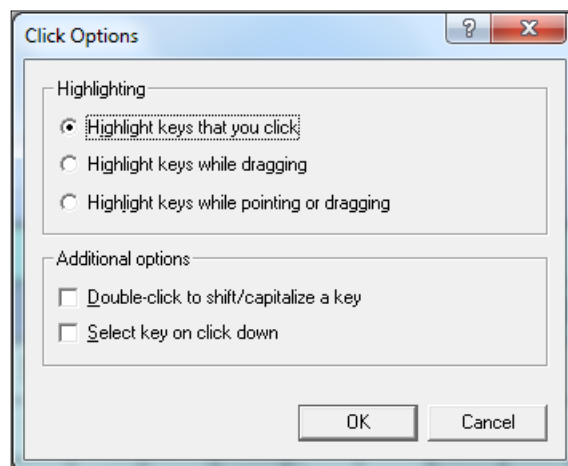 Click Options
?
X
Highlighting
Highlight keys that you click
Highlight keys while dragging
Highlight keys while pointing or dragging
Additional options
Double-click to shift/capitalize a key
Select key on click down
OK
Cancel